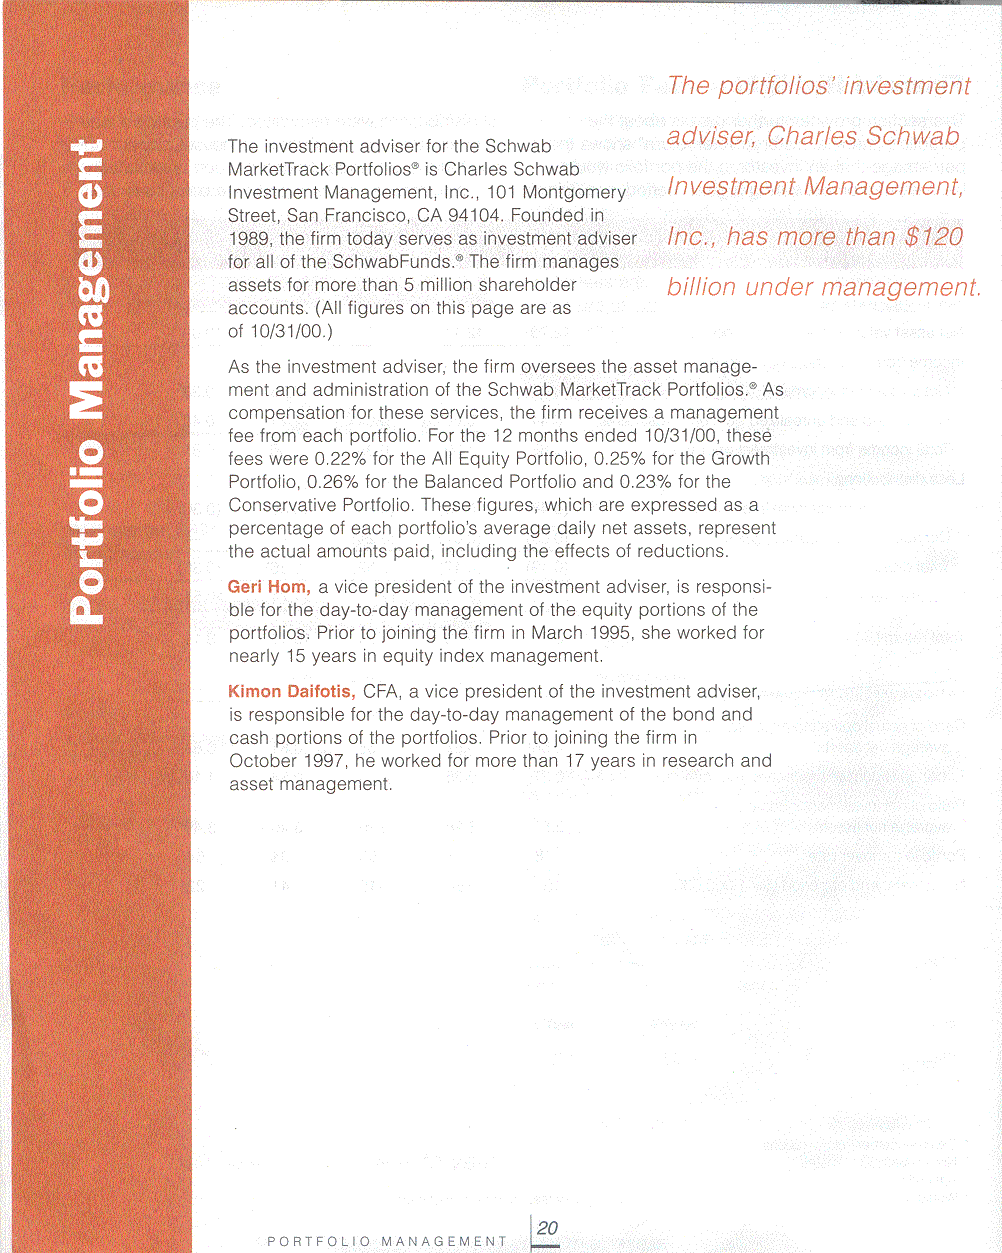 Portfolio Management
The portfolios' investment
adviser, Charles Schwab
Investment Management,
Inc., has more than $120
billion under management.
The investment adviser for the Schwab
MarketTrack Portfolios® is Charles Schwab
Investment Management, Inc., 101 Montgomery
Street, San Francisco, CA 94104. Founded in
1989, the firm today serves as investment adviser
for all of the SchwabFunds.® The firm manages
assets for more than 5 million shareholder
accounts. (All figures on this page are as
of 10/31/00.)
As the investment adviser, the firm oversees the asset manage-
ment and administration of the Schwab MarketTrack Portfolios.® As
compensation for these services, the firm receives a management
fee from each portfolio. For the 12 months ended 10/31/00, these
fees were 0.22% for the All Equity Portfolio, 0.25% for the Growth
Portfolio, 0.26% for the Balanced Portfolio and 0.23% for the
Conservative Portfolio. These figures, which are expressed as a
percentage of each portfolio's average daily net assets, represent
the actual amounts paid, including the effects of reductions.
Geri Hom, a vice president of the investment adviser, is responsi-
ble for the day-to-day management of the equity portions of the
portfolios. Prior to joining the firm in March 1995, she worked for
nearly 15 years in equity index management.
Kimon Daifotis, CFA, a vice president of the investment adviser,
is responsible for the day-to-day management of the bond and
cash portions of the portfolios. Prior to joining the firm in
October 1997, he worked for more than 17 years in research and
asset management.
PORTFOLIO MANAGEMENT 20